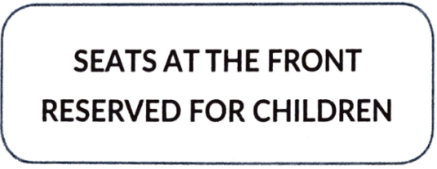 SEATS AT THE FRONT
RESERVED FOR CHILDREN